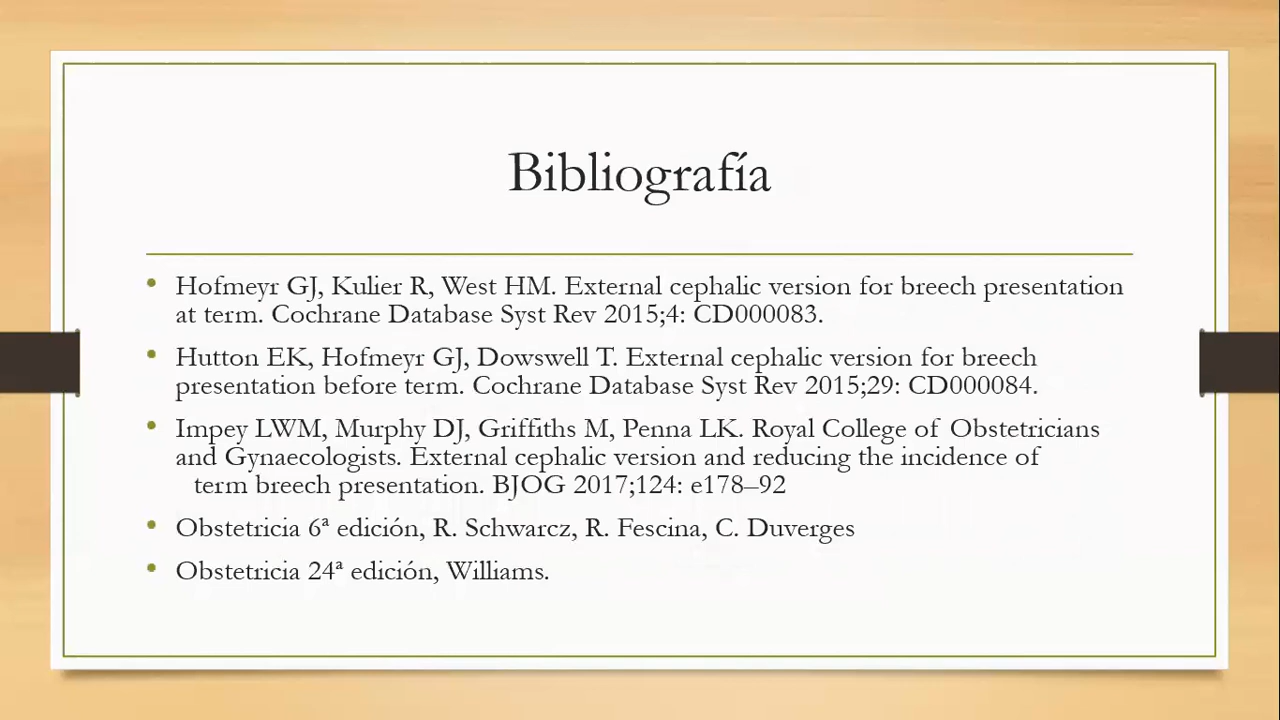 Bibliografía
• Hofmeyr GJ, Kulier R, West HM. External cephalic version for breech presentation
at term. Cochrane Database Syst Rev 2015;4: CD000083.
• Hutton EK, Hofmeyr GJ, Dowswell T. External cephalic version for breech
presentation before term. Cochrane Database Syst Rev 2015;29: CD000084.
• Impey LWM, Murphy DJ, Griffiths M, Penna LK. Royal College of Obstetricians
and Gynaecologists. External cephalic version and reducing the incidence of
term breech presentation. BJOG 2017;124: e178–92
• Obstetricia 6ª edición, R. Schwarcz, R. Fescina, C. Duverges
• Obstetricia 24ª edición, Williams.